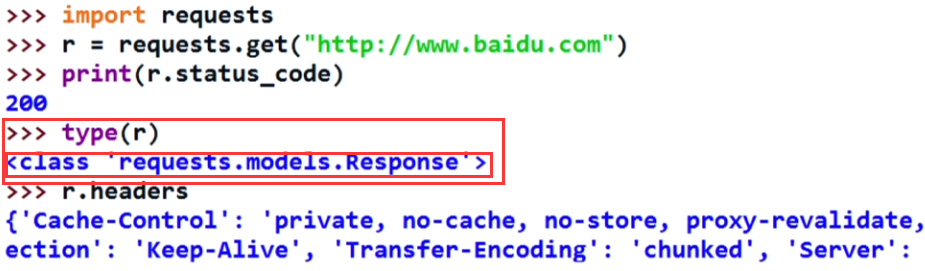 >>> import requests
>>> r = requests.get("http://www.baidu.com")
>>> print(r.status_code)
200
>>> type(r)
<class 'requests.models.Response'>
>>> r.headers
{'Cache-Control': 'private, no-cache, no-store, proxy-revalidate,
ection': 'Keep-Alive', 'Transfer-Encoding': 'chunked', 'Server':